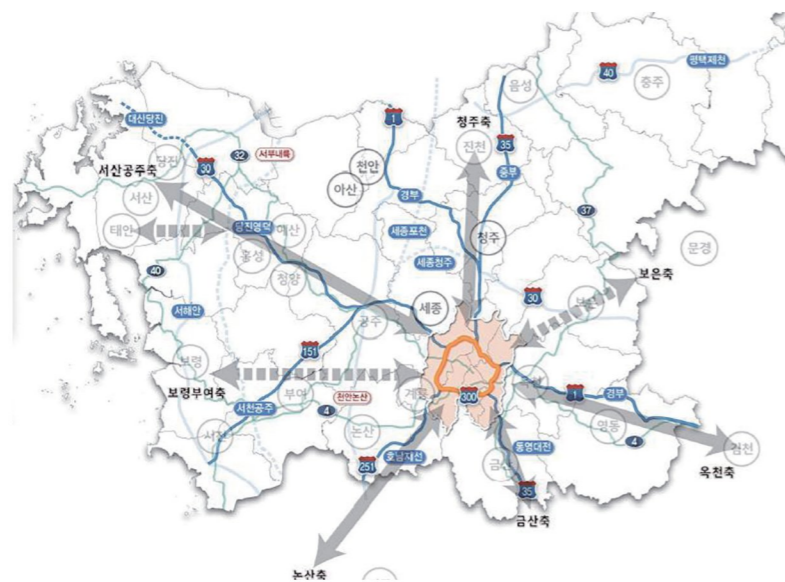 음성
40
평택제천
충주
대산당진
1
청주축
35
진천
서부내륙
32
당진
30
천안
서산공주축
아산
경부
중부
서산
37
태안
당진영덕
예산
세종포천
청주
홍성
세종청주
문경
40
청양
보은축
30
보은
서해안
세종
공주
151
보령
보령부여축
부여
천안논산
계룡
300
옥천
1
경부
서천공주
4
논산
서천
영동
4
251
호남지선
금산
동영대전
김천
35
옥천축
금산축
논산축